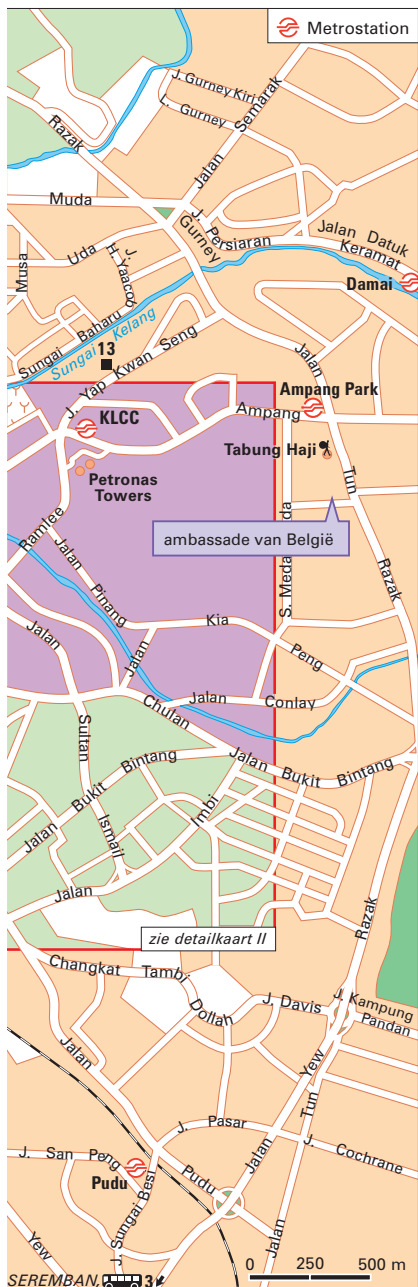 Metrostation
J. Gurney Kiri
L. Gurney
Jalan Semarak
Razak
Muda
Gurney
J. Persiaran
Jalan Datuk
Keramat
Uda
J.
H. Yaacob
Musa
Damai
Sungai Baharu
Sungai Kelang
13
J. Yap Kwan Seng
Jalan
Ampang Park
Ampang
KLCC
Tabung Haji
Tun
Petronas
Towers
Ramlee
ambassade van België
Razak
Jalan
Pinang
Kia
Peng
Jalan
Jalan
Jalan
Conlay
Chulan
Sultan
Jalan
Bukit
Bintang
Jalan
Bukit
Bintang
Imbi
Ismail
Jalan
Razak
zie detailkaart II
Changkat
Tambi
Dollah
J. Davis
J. Kampung
Pandan
Jalan
Yew
Tun
J. Pasar
J. Cochrane
J. San Peng
Pudu
Pudu
Jalan
J. Sungai Besi
Jalan
Yew
SEREMBAN,
3
0
250
500 m